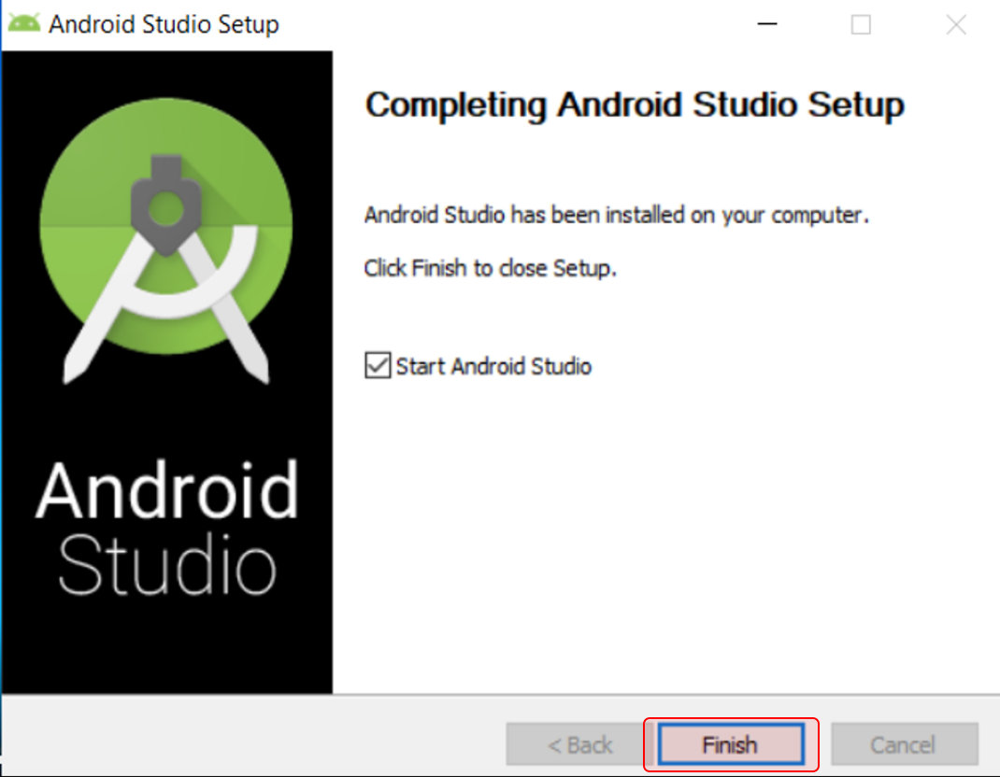 Android Studio Setup
Completing Android Studio Setup
Android Studio has been installed on your computer.
Click Finish to close Setup.
Start Android Studio
Android
Studio
< Back
Finish
Cancel